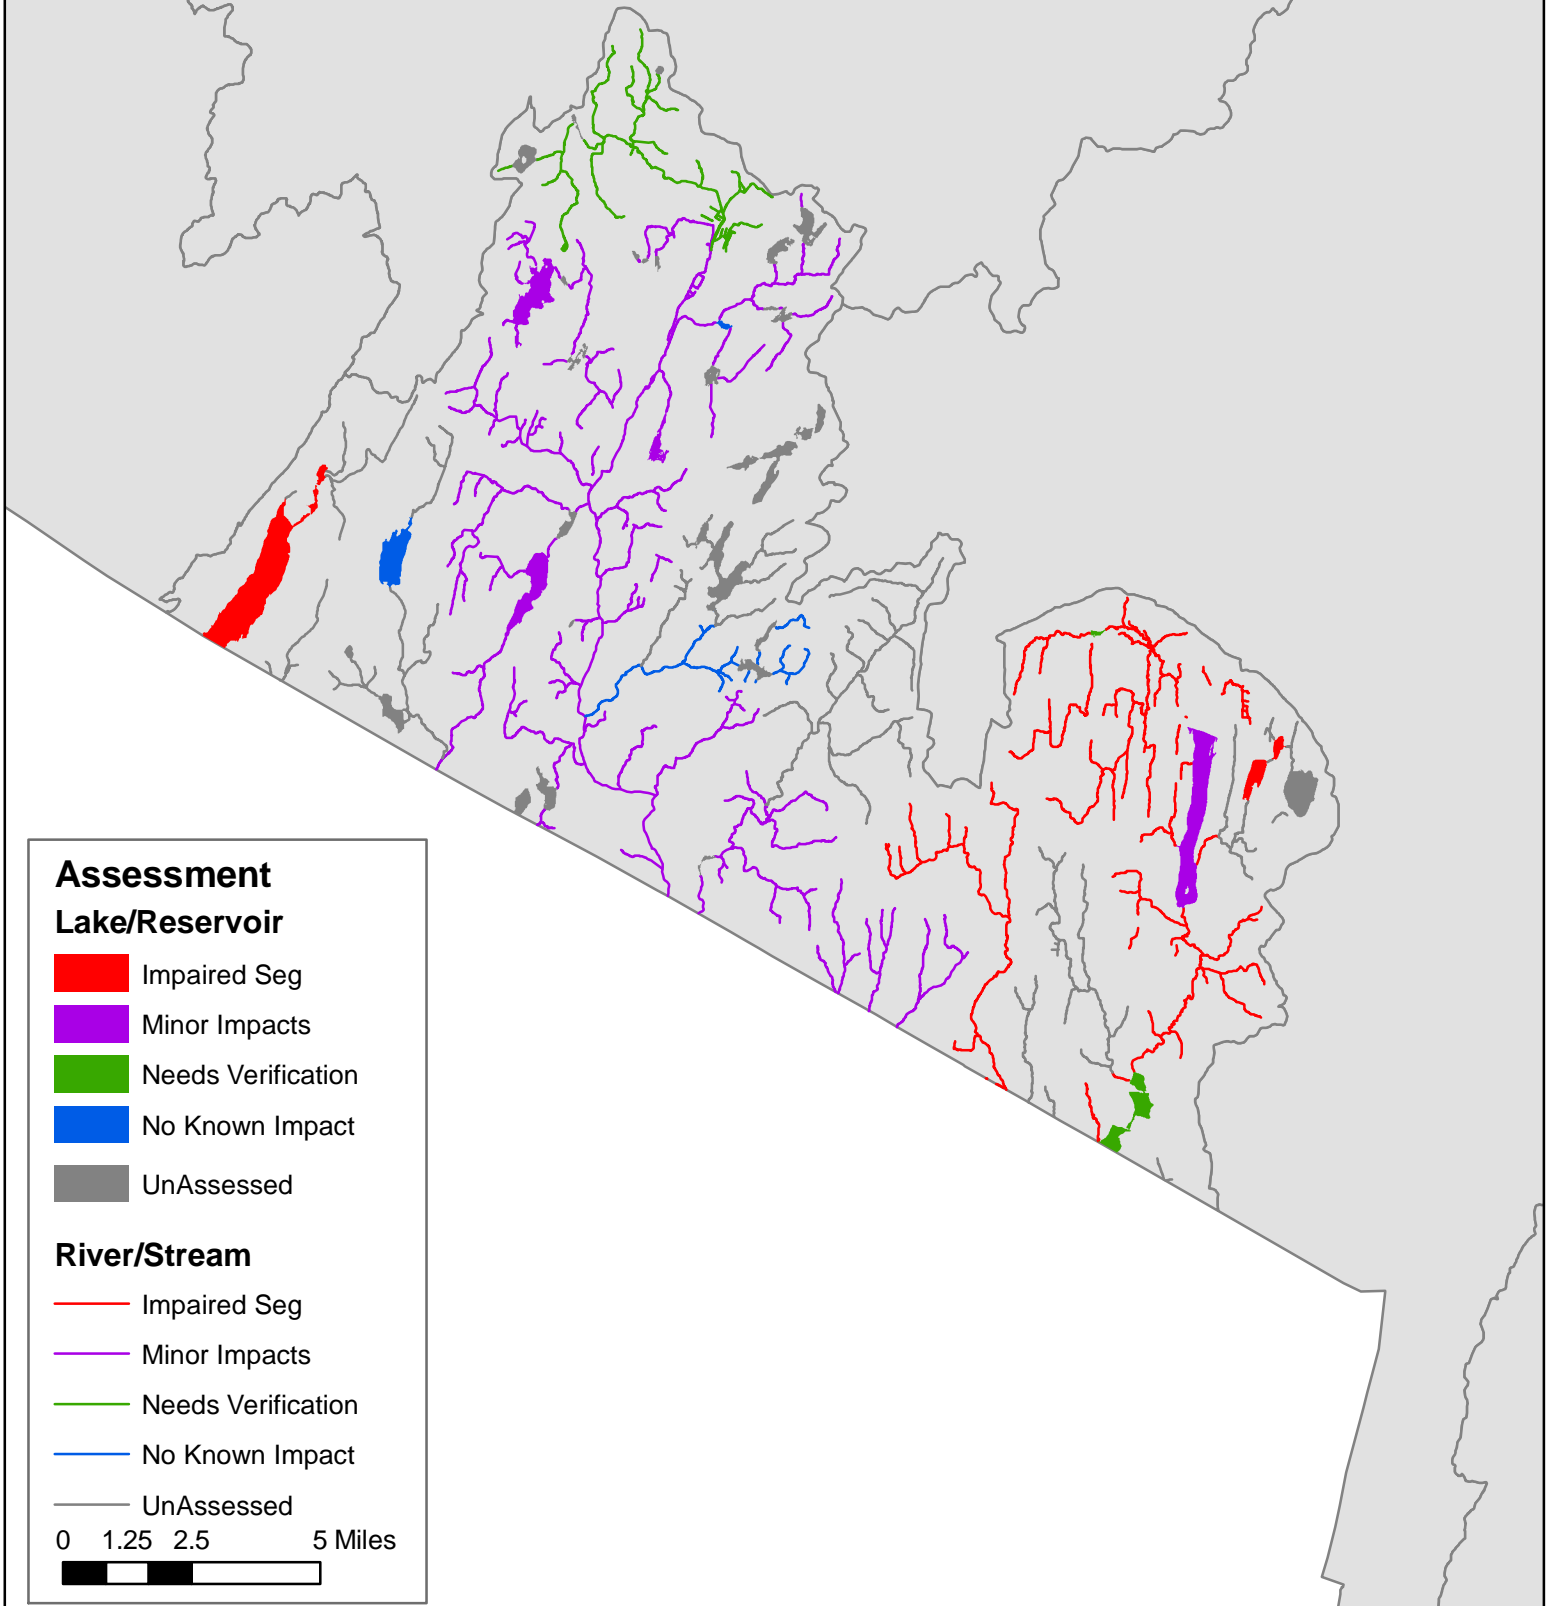 Assessment
Lake/Reservoir
Impaired Seg
Minor Impacts
Needs Verification
No Known Impact
UnAssessed
River/Stream
Impaired Seg
Minor Impacts
Needs Verification
No Known Impact
UnAssessed
0 1.25 2.5 5 Miles